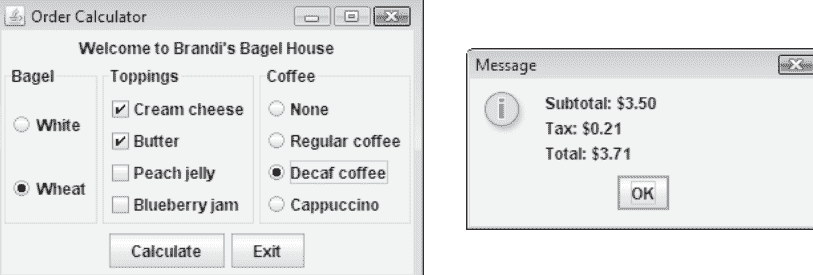 Order Calculator
Welcome to Brandi's Bagel House
Bagel
White
Wheat
Toppings
Cream cheese
Butter
Peach jelly
Blueberry jam
Coffee
None
Regular coffee
Decaf coffee
Cappuccino
Calculate
Exit
Message
Subtotal: $3.50
Tax: $0.21
Total: $3.71
OK